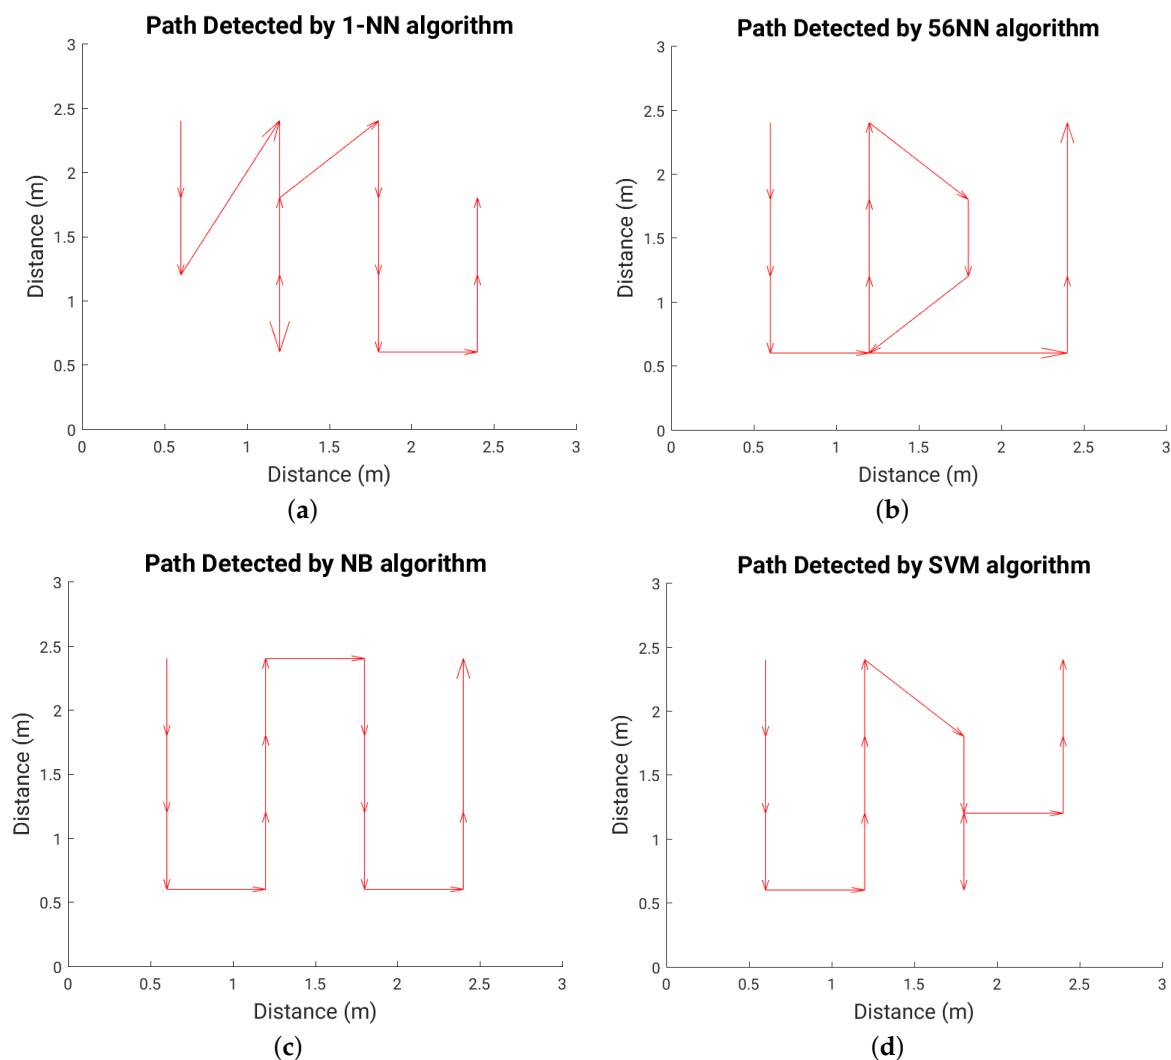 Path Detected by 1-NN algorithm
3
2.5
2
1.5
1
0.5
0
Distance (m)
0 0.5 1 1.5 2 2.5 3
Distance (m)
(a)
Path Detected by 56NN algorithm
3
2.5
2
1.5
1
0.5
0
Distance (m)
0 0.5 1 1.5 2 2.5 3
Distance (m)
(b)
Path Detected by NB algorithm
3
2.5
2
1.5
1
0.5
0
Distance (m)
0 0.5 1 1.5 2 2.5 3
Distance (m)
(c)
Path Detected by SVM algorithm
3
2.5
2
1.5
1
0.5
0
Distance (m)
0 0.5 1 1.5 2 2.5 3
Distance (m)
(d)